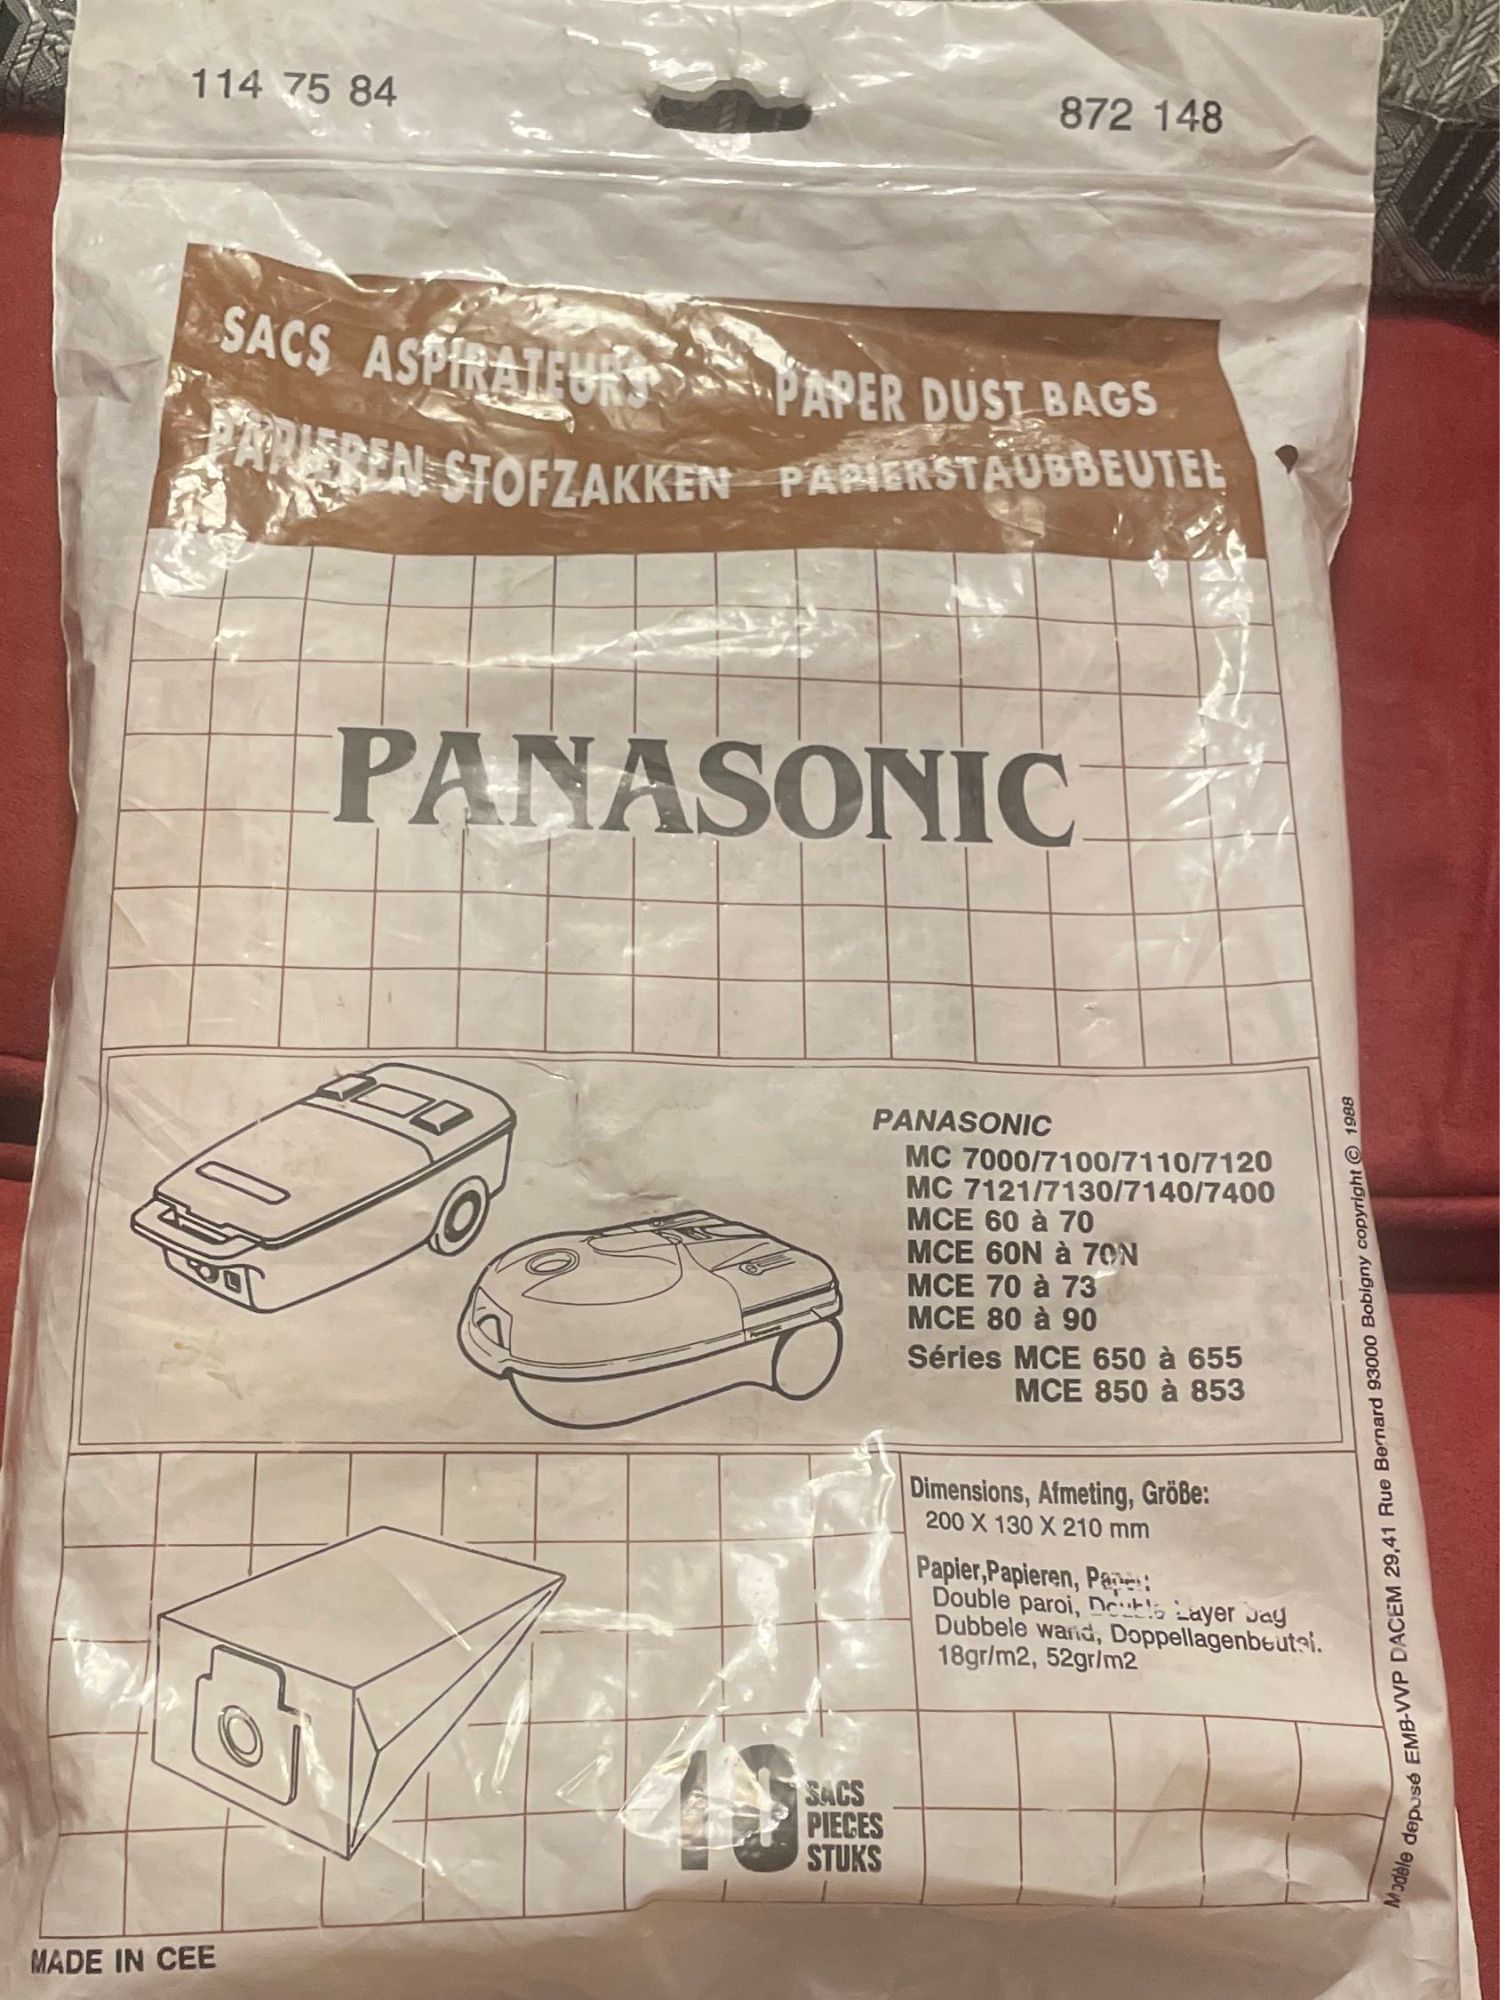 114 75 84
872 148
SACS ASPIRATEURS PAPER DUST BAGS
PAPIEREN STOFZAKKEN PAPIERSTAUBBEUTEL
PANASONIC
PANASONIC
MC 7000/7100/7110/7120
MC 7121/7130/7140/7400
MCE 60 à 70
MCE 60N à 70N
MCE 70 à 73
MCE 80 à 90
Séries MCE 650 à 655
MCE 850 à 853
Dimensions, Afmeting, Größe:
200 X 130 X 210 mm
Papier, Papieren, Paper:
Double paroi, Double Layer bag
Dubbele wand, Doppellagenbeutel.
18gr/m2, 52gr/m2
SACS
PIECES
STUKS
MADE IN CEE
Modèle déposé EMB-VVP DACEM 29,41 Rue Bernard 93000 Bobigny copyright © 1988